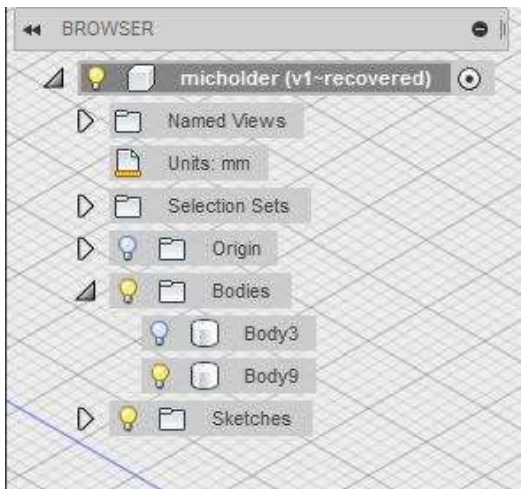 BROWSER
micholder (v1~recovered)
Named Views
Units: mm
Selection Sets
Origin
Bodies
Body3
Body9
Sketches